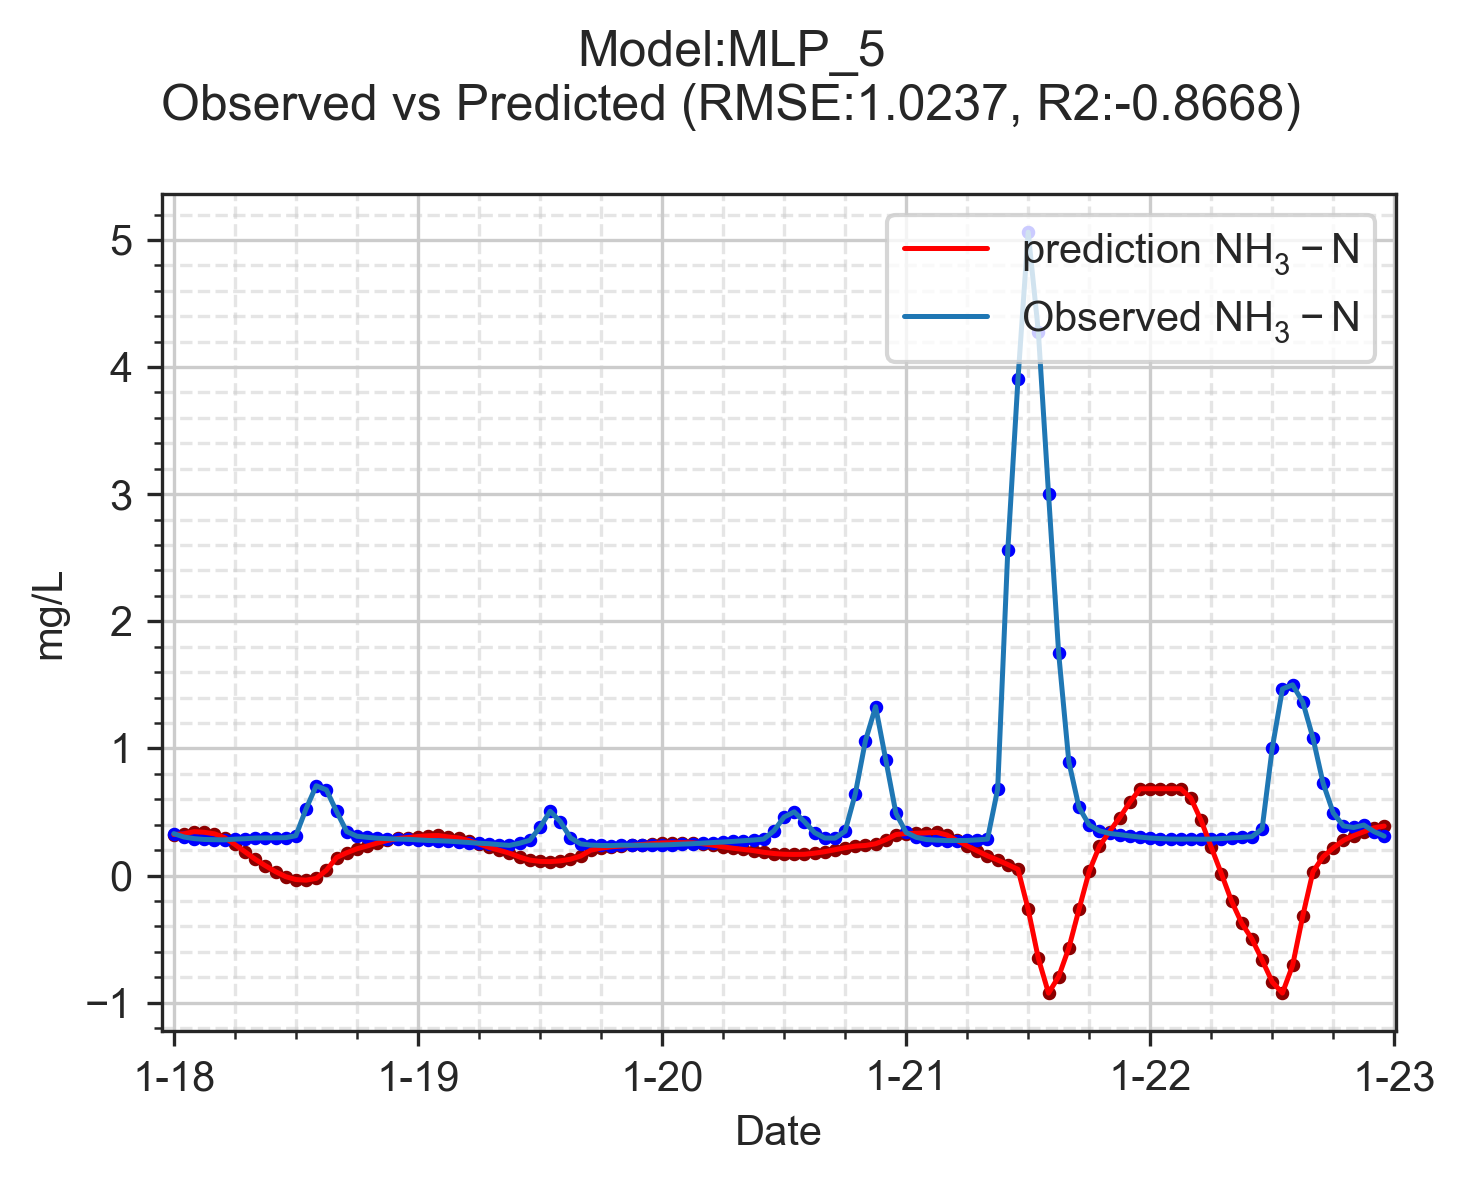 Model:MLP_5
Observed vs Predicted (RMSE:1.0237, R2:-0.8668)
prediction NH₃ − N
Observed NH₃ − N
5
4
3
2
1
0
−1
mg/L
1-18 1-19 1-20 1-21 1-22 1-23
Date